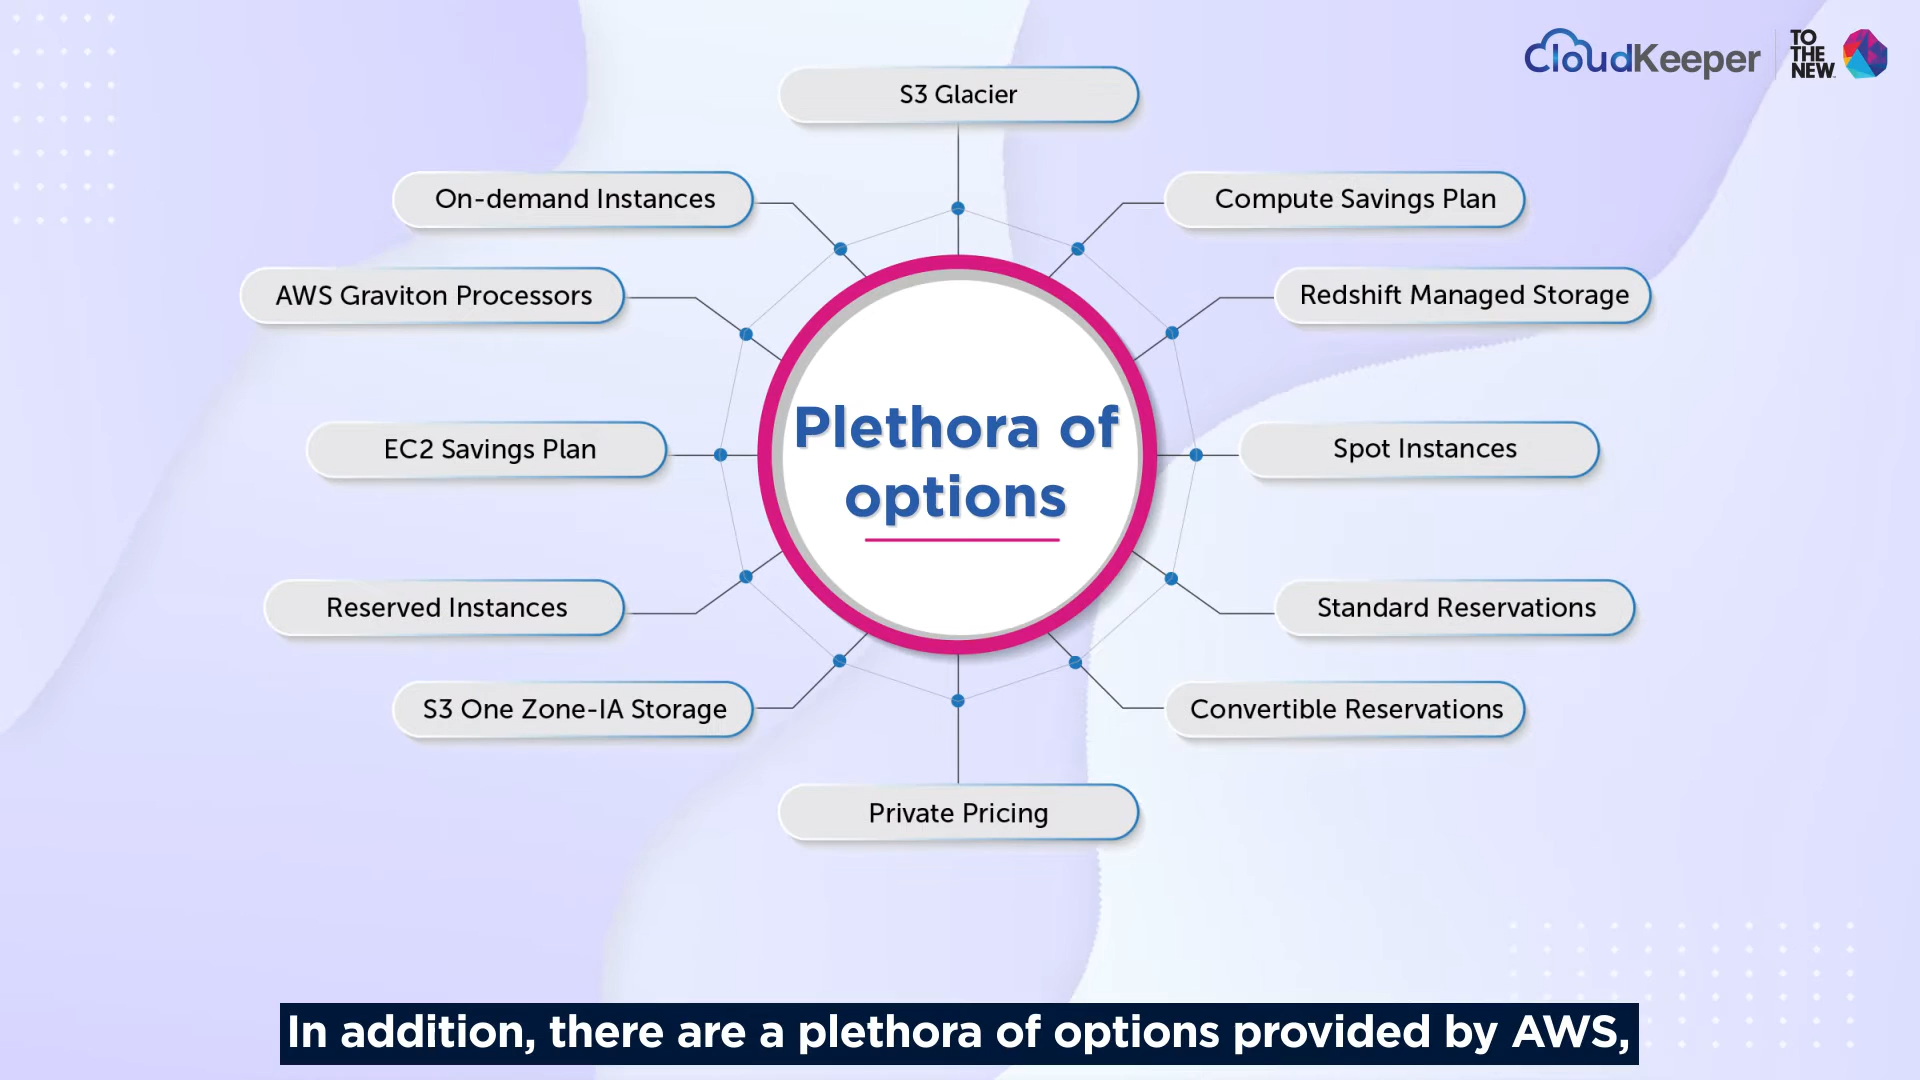 CloudKeeper
TO
THE
NEW
S3 Glacier
On-demand Instances
Compute Savings Plan
AWS Graviton Processors
Redshift Managed Storage
Plethora of
options
EC2 Savings Plan
Spot Instances
Reserved Instances
Standard Reservations
S3 One Zone-IA Storage
Convertible Reservations
Private Pricing
In addition, there are a plethora of options provided by AWS,